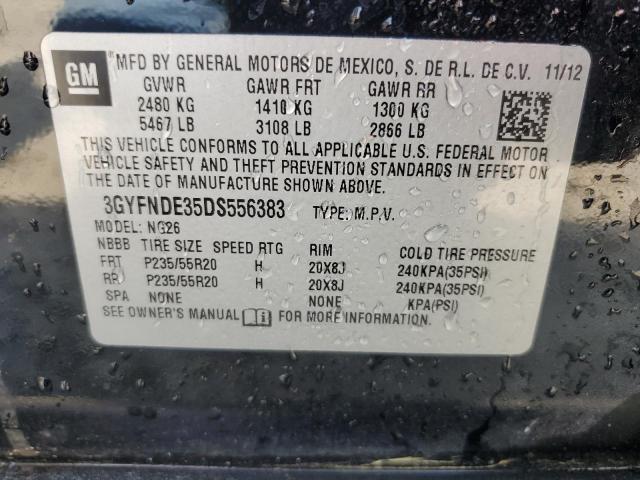 GM
MFD BY GENERAL MOTORS DE MEXICO, S. DE R.L. DE C.V. 11/12
GVWR GAWR FRT GAWR RR
2480 KG 1410 KG 1300 KG
5467 LB 3108 LB 2866 LB
THIS VEHICLE CONFORMS TO ALL APPLICABLE U.S. FEDERAL MOTOR
VEHICLE SAFETY AND THEFT PREVENTION STANDARDS IN EFFECT ON
THE DATE OF MANUFACTURE SHOWN ABOVE.
3GYFNDE35DS556383 TYPE: M.P.V.
MODEL: NG26
NBBB TIRE SIZE SPEED RTG RIM COLD TIRE PRESSURE
FRT P235/55R20 H 20X8J 240KPA(35PSI)
RR P235/55R20 H 20X8J 240KPA(35PSI)
SPA NONE NONE KPA(PSI)
SEE OWNER'S MANUAL FOR MORE INFORMATION.